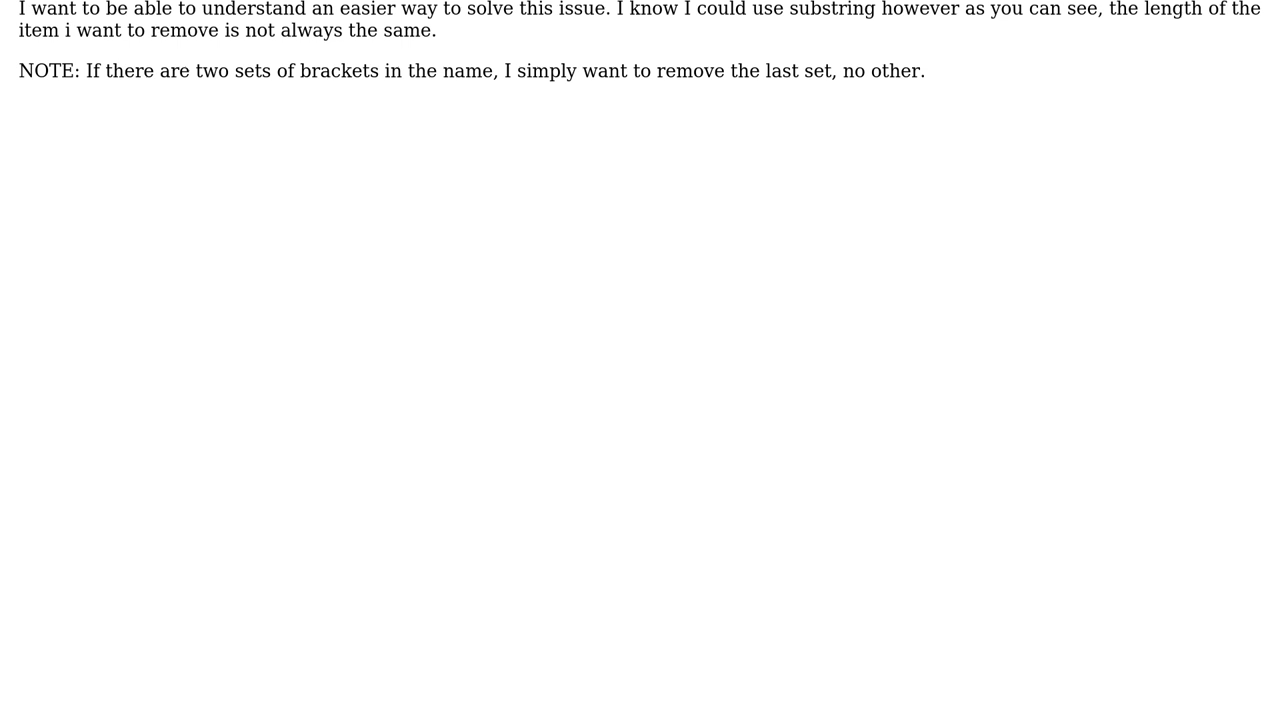 I want to be able to understand an easier way to solve this issue. I know I could use substring however as you can see, the length of the
item i want to remove is not always the same.
NOTE: If there are two sets of brackets in the name, I simply want to remove the last set, no other.